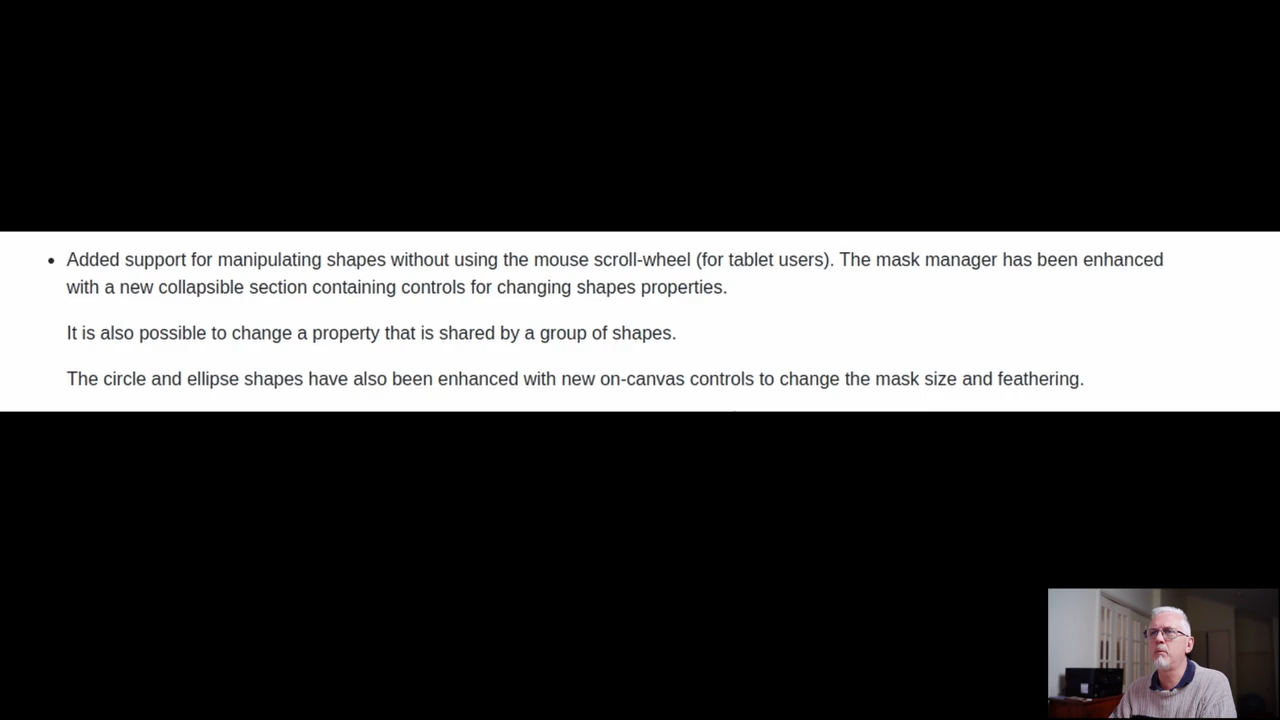 • Added support for manipulating shapes without using the mouse scroll-wheel (for tablet users). The mask manager has been enhanced
with a new collapsible section containing controls for changing shapes properties.
It is also possible to change a property that is shared by a group of shapes.
The circle and ellipse shapes have also been enhanced with new on-canvas controls to change the mask size and feathering.